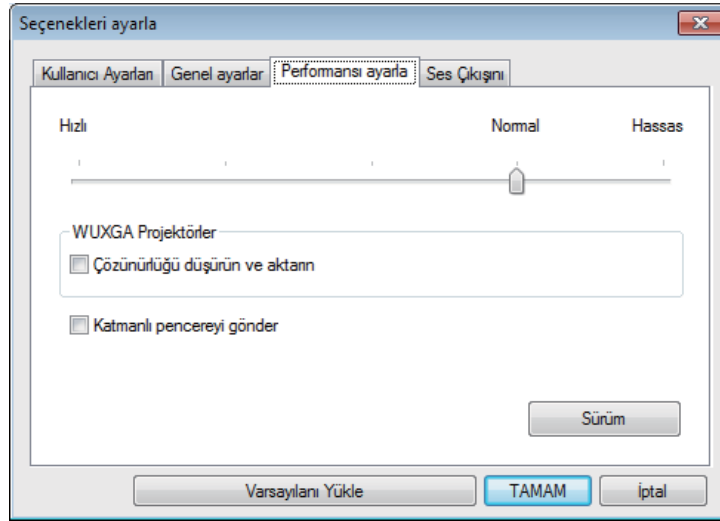 Seçenekleri ayarla
Kullanıcı Ayarları Genel ayarlar Performansı ayarla Ses Çıkışını
Hızlı Normal Hassas
WUXGA Projektörler
Çözünürlüğü düşürün ve aktarın
Katmanlı pencereyi gönder
Sürüm
Varsayılanı Yükle TAMAM İptal